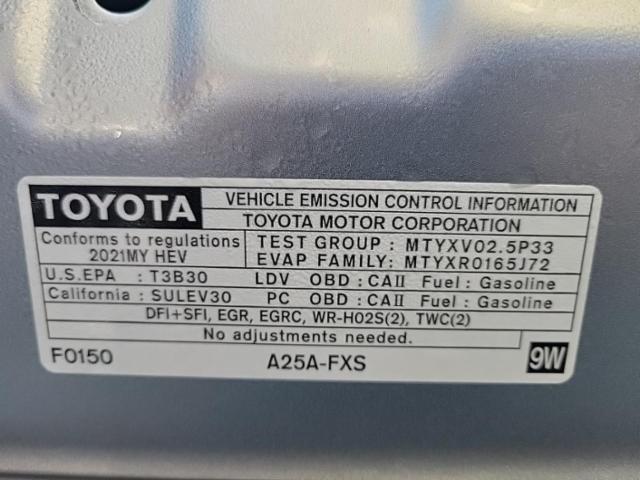 TOYOTA
VEHICLE EMISSION CONTROL INFORMATION
TOYOTA MOTOR CORPORATION
Conforms to regulations
2021MY HEV
TEST GROUP : MTYXV02.5P33
EVAP FAMILY: MTYXR0165J72
U.S.EPA : T3B30 LDV OBD : CAII Fuel : Gasoline
California : SULEV30 PC OBD : CAII Fuel : Gasoline
DFI+SFI, EGR, EGRC, WR-HO2S(2), TWC(2)
No adjustments needed.
F0150 A25A-FXS 9W